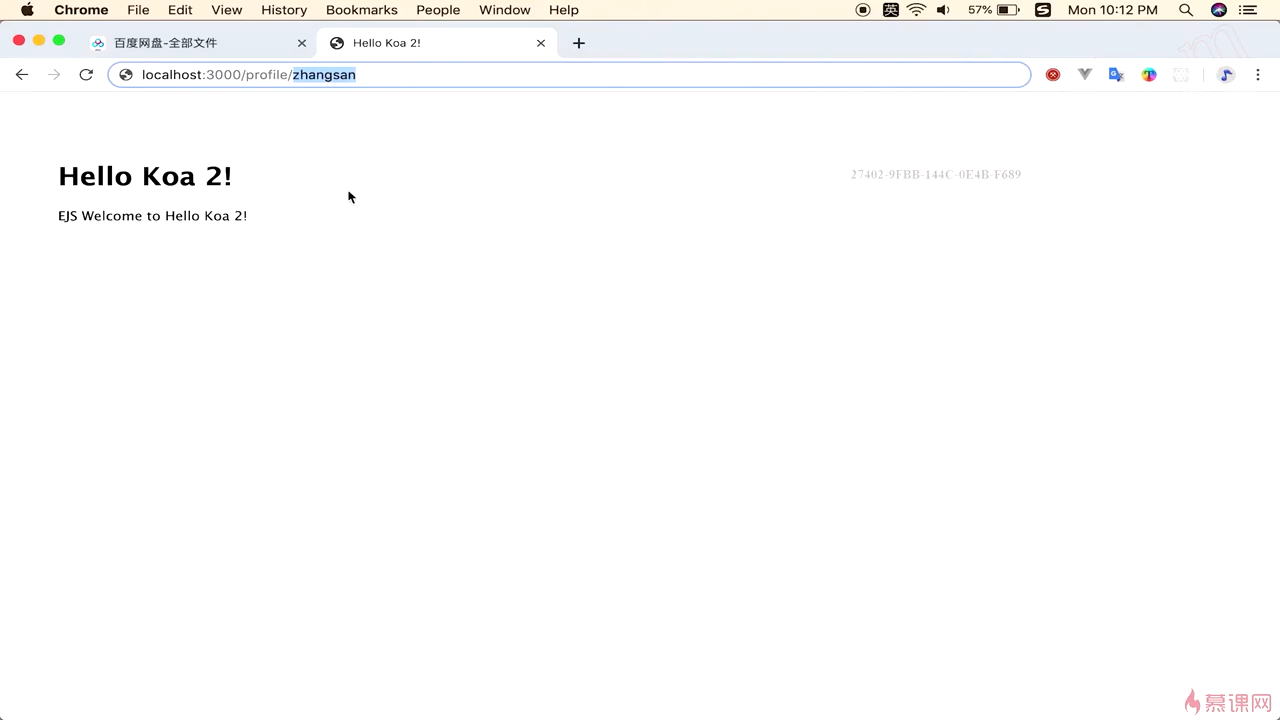 Chrome File Edit View History Bookmarks People Window Help 英 57% Mon 10:12 PM
百度网盘-全部文件 Hello Koa 2!
localhost:3000/profile/zhangsan
Hello Koa 2!
27402-9FBB-144C-0E4B-F689
EJS Welcome to Hello Koa 2!
慕课网